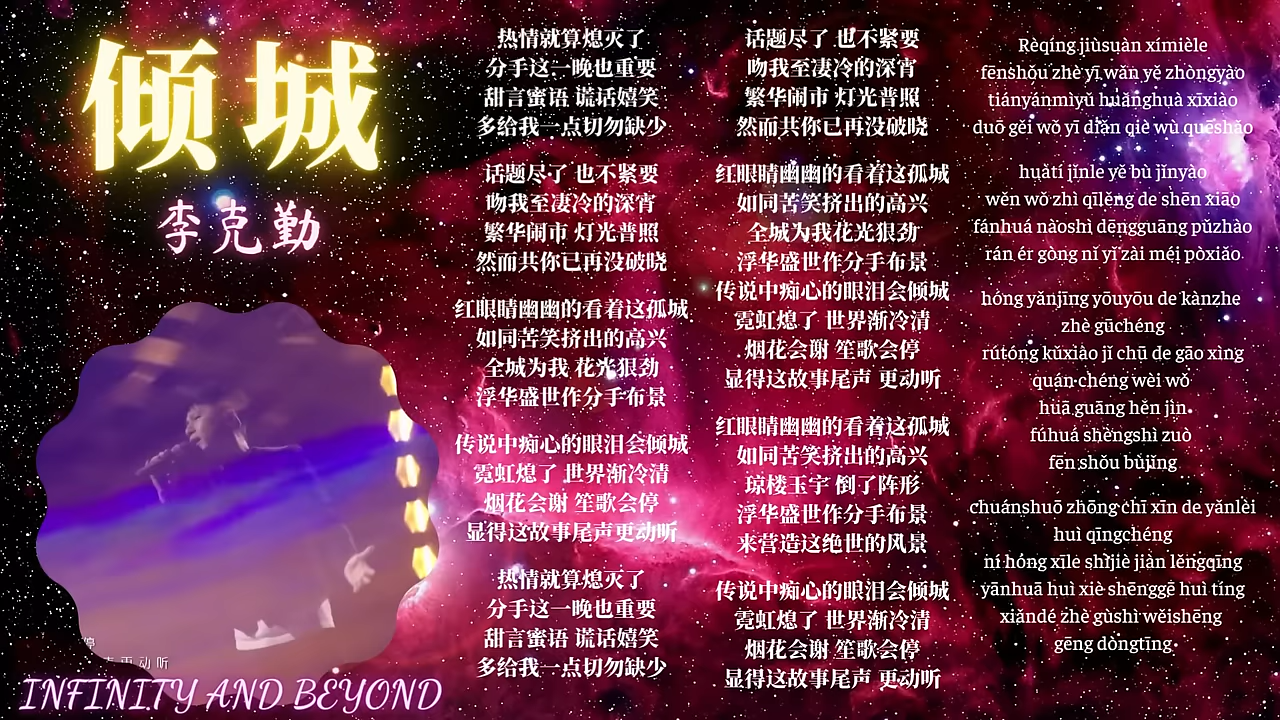 倾城
李克勤
亭
去更动听
INFINITY AND BEYOND
热情就算熄灭了
分手这一晚也重要
甜言蜜语 谎话嬉笑
多给我一点切勿缺少
话题尽了 也不紧要
吻我至凄冷的深宵
繁华闹市 灯光普照
然而共你已再没破晓
红眼睛幽幽的看着这孤城
如同苦笑挤出的高兴
全城为我 花光狠劲
浮华盛世作分手布景
传说中痴心的眼泪会倾城
霓虹熄了 世界渐冷清
烟花会谢 笙歌会停
显得这故事尾声更动听
热情就算熄灭了
分手这一晚也重要
甜言蜜语 谎话嬉笑
多给我一点切勿缺少
话题尽了 也不紧要
吻我至凄冷的深宵
繁华闹市 灯光普照
然而共你已再没破晓
红眼睛幽幽的看着这孤城
如同苦笑挤出的高兴
全城为我花光狠劲
浮华盛世作分手布景
传说中痴心的眼泪会倾城
霓虹熄了 世界渐冷清
烟花会谢 笙歌会停
显得这故事尾声 更动听
红眼睛幽幽的看着这孤城
如同苦笑挤出的高兴
琼楼玉宇 倒了阵形
浮华盛世作分手布景
来营造这绝世的风景
传说中痴心的眼泪会倾城
霓虹熄了 世界渐冷清
烟花会谢 笙歌会停
显得这故事尾声 更动听
Rèqíng jiùsuàn xímièle
fēnshǒu zhè yī wǎn yě zhòngyào
tiányánmìyǔ huǎnghuà xīxiào
duō gěi wǒ yī diǎn qiè wù quēshǎo
huàtí jǐnle yě bù jǐnyào
wěn wǒ zhì qīlěng de shēn xiāo
fánhuá nàoshì dēngguāng pǔzhào
rán ér gòng nǐ yǐ zài méi pòxiǎo
hóng yǎnjīng yōuyōu de kànzhe
zhè gūchéng
rútóng kǔxiào jǐ chū de gāo xìng
quán chéng wèi wǒ
huā guāng hěn jìn
fúhuá shèngshì zuò
fēn shǒu bùjǐng
chuánshuō zhōng chī xīn de yǎnlèi
huì qīngchéng
ní hóng xīle shìjiè jiàn lěngqīng
yānhuā huì xiè shēnggē huì tíng
xiǎndé zhè gùshì wěishēng
gēng dòngtīng